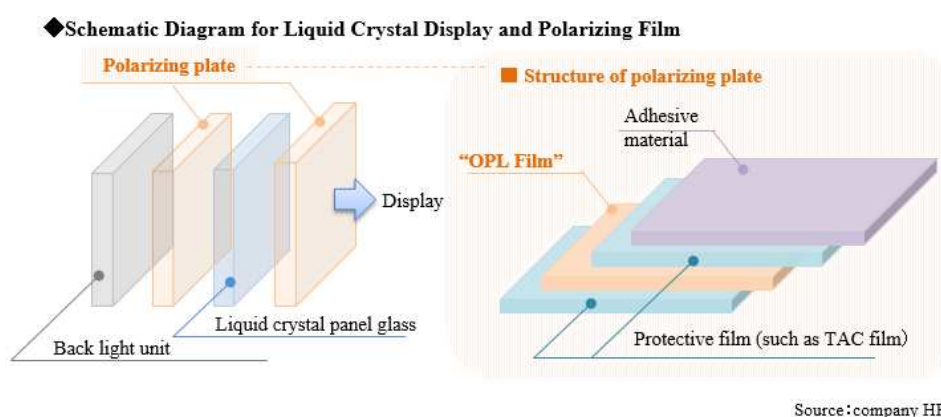 ◆Schematic Diagram for Liquid Crystal Display and Polarizing Film
Polarizing plate
■ Structure of polarizing plate
Adhesive
material
“OPL Film”
Display
Liquid crystal panel glass
Back light unit
Protective film (such as TAC film)
Source:company HP